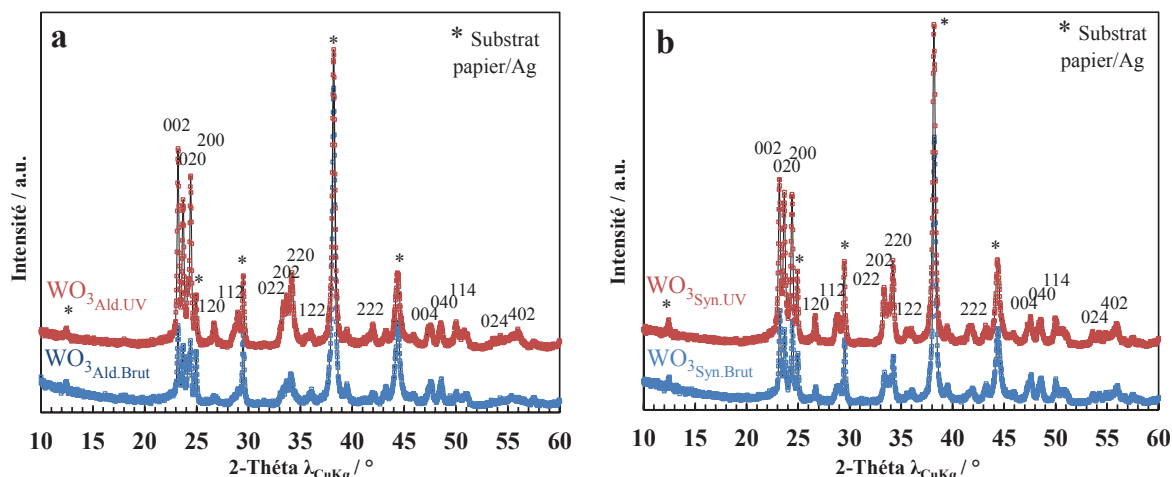 a
* Substrat
papier/Ag
Intensité / a.u.
002
200
020
*
*
*
*
*
*
220
202
022
112
120
122
222
004
040
114
024
402
WO3Ald.UV
WO3Ald.Brut
10 15 20 25 30 35 40 45 50 55 60
2-Théta λCuKα / °
b
* Substrat
papier/Ag
Intensité / a.u.
002
200
020
*
*
*
*
*
220
202
022
112
120
122
222
004
040
114
024
402
WO3Syn.UV
WO3Syn.Brut
10 15 20 25 30 35 40 45 50 55 60
2-Théta λCuKα / °